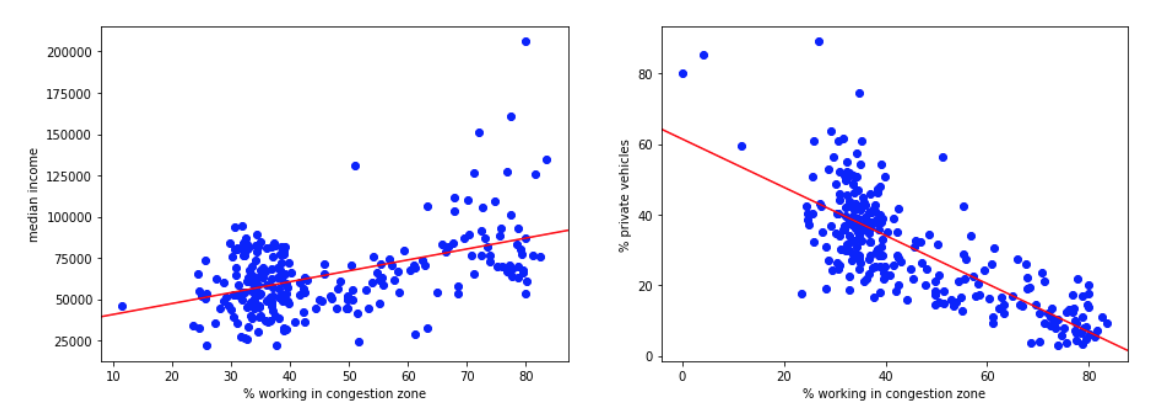 median income
200000
175000
150000
125000
100000
75000
50000
25000
10 20 30 40 50 60 70 80
% working in congestion zone
% private vehicles
80
60
40
20
0
0 20 40 60 80
% working in congestion zone